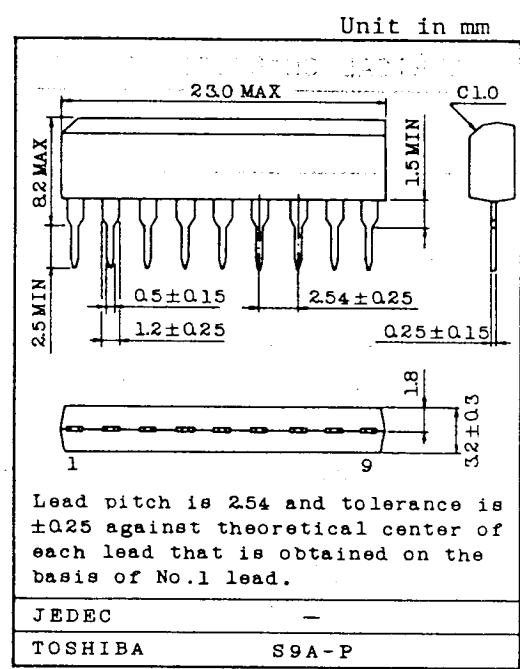 Unit in mm
23.0 MAX
C1.0
8.2 MAX
1.5 MIN
2.5 MIN
0.5±0.15
2.54±0.25
1.2±0.25
0.25±0.15
1.8
3.2±0.3
1
9
Lead pitch is 2.54 and tolerance is
±0.25 against theoretical center of
each lead that is obtained on the
basis of No.1 lead.
JEDEC —
TOSHIBA S9A-P